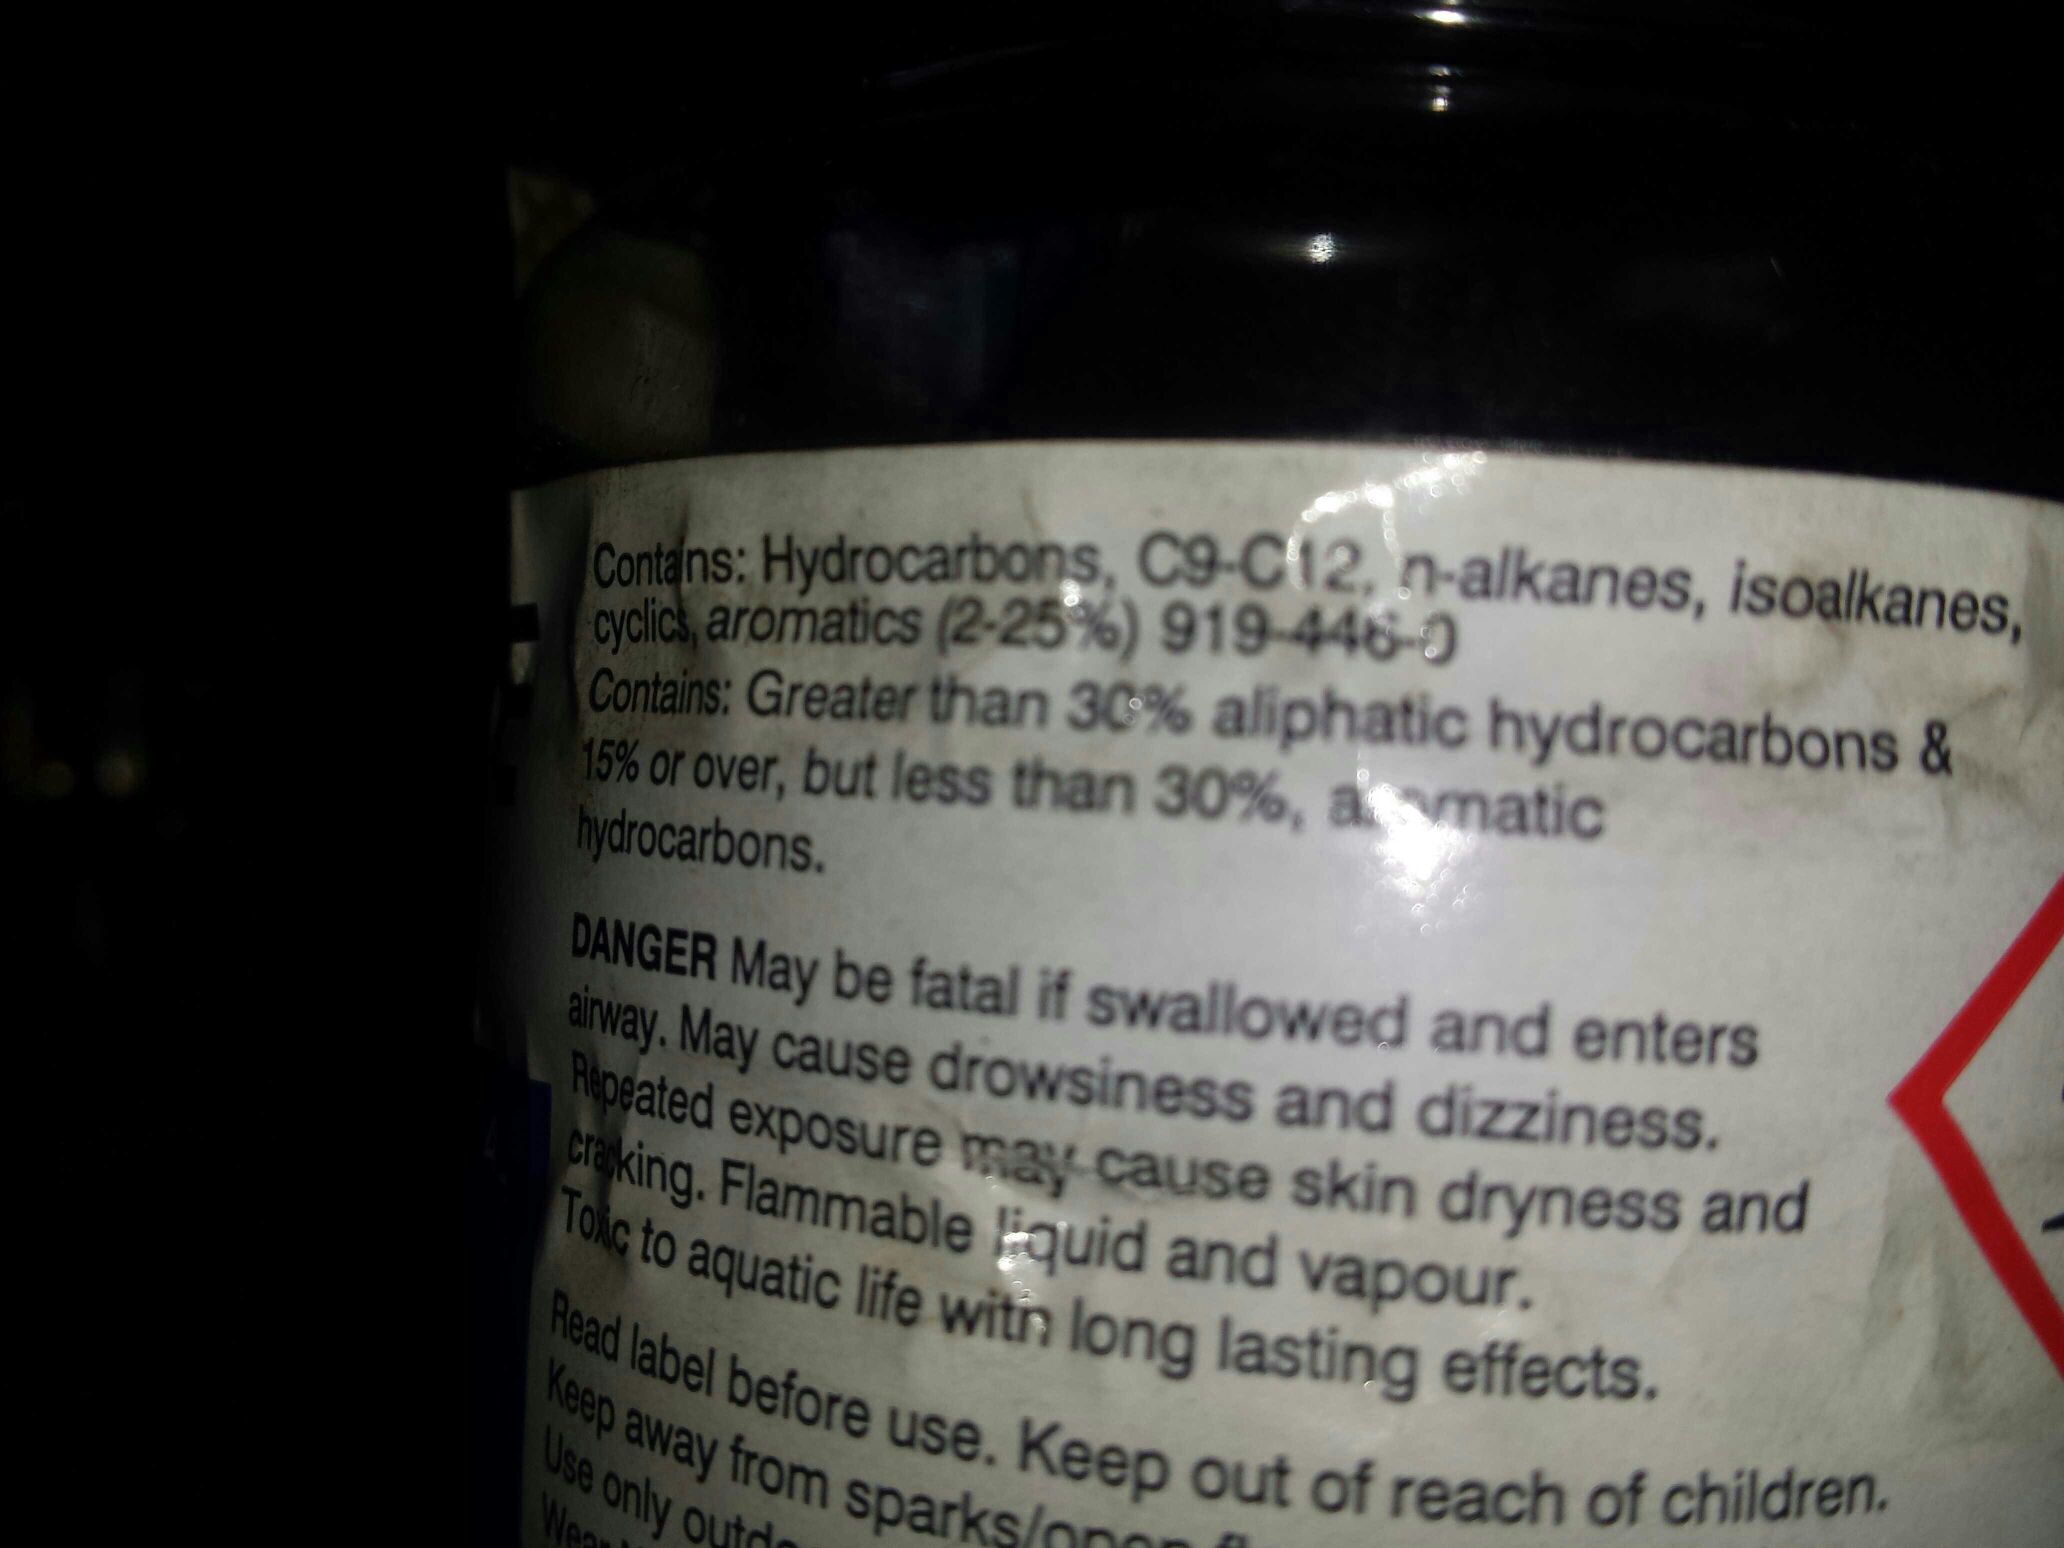 Contains: Hydrocarbons, C9-C12, n-alkanes, isoalkanes,
cyclics, aromatics (2-25%) 919-446-0
Contains: Greater than 30% aliphatic hydrocarbons &
15% or over, but less than 30%, aromatic
hydrocarbons.
DANGER May be fatal if swallowed and enters
airway. May cause drowsiness and dizziness.
Repeated exposure may cause skin dryness and
cracking. Flammable liquid and vapour.
Toxic to aquatic life with long lasting effects.
Read label before use. Keep out of reach of children.
Keep away from sparks/open
Use only
Wear